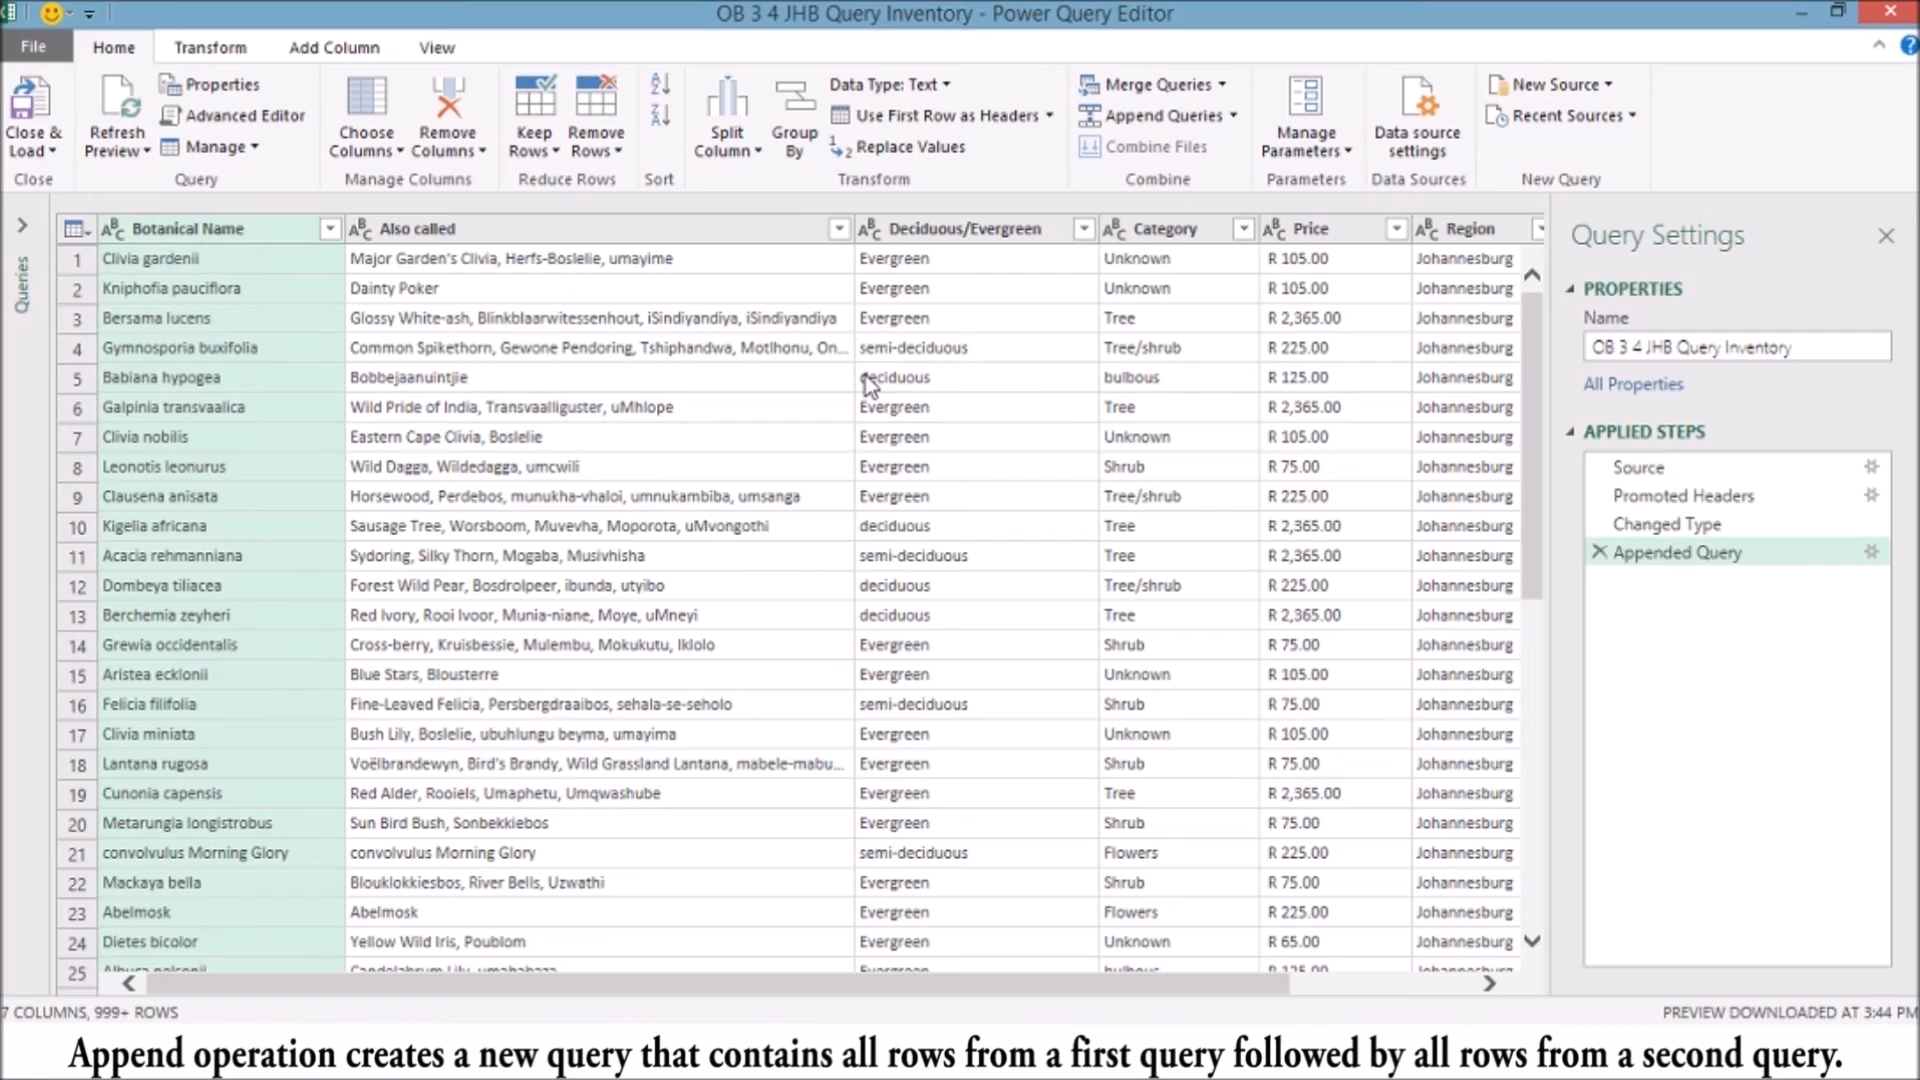 OB 3 4 JHB Query Inventory - Power Query Editor
File Home Transform Add Column View
Close & Load
Refresh Preview
Properties
Advanced Editor
Manage
Choose Columns
Remove Columns
Keep Rows
Remove Rows
Split Column
Group By
Data Type: Text
Use First Row as Headers
1 2 Replace Values
Merge Queries
Append Queries
Combine Files
Manage Parameters
Data source settings
New Source
Recent Sources
Close Query Manage Columns Reduce Rows Sort Transform Combine Parameters Data Sources New Query
Queries
ABC Botanical Name ABC Also called ABC Deciduous/Evergreen ABC Category ABC Price ABC Region
1 Clivia gardenii Major Garden's Clivia, Herfs-Boslelie, umayime Evergreen Unknown R 105.00 Johannesburg
2 Kniphofia pauciflora Dainty Poker Evergreen Unknown R 105.00 Johannesburg
3 Bersama lucens Glossy White-ash, Blinkblaarwitessenhout, iSindiyandiya, iSindiyandiya Evergreen Tree R 2,365.00 Johannesburg
4 Gymnosporia buxifolia Common Spikethorn, Gewone Pendoring, Tshiphandwa, Motlhonu, On... semi-deciduous Tree/shrub R 225.00 Johannesburg
5 Babiana hypogea Bobbejaanuintjie deciduous bulbous R 125.00 Johannesburg
6 Galpinia transvaalica Wild Pride of India, Transvaalliguster, uMhlope Evergreen Tree R 2,365.00 Johannesburg
7 Clivia nobilis Eastern Cape Clivia, Boslelie Evergreen Unknown R 105.00 Johannesburg
8 Leonotis leonurus Wild Dagga, Wildedagga, umcwili Evergreen Shrub R 75.00 Johannesburg
9 Clausena anisata Horsewood, Perdebos, munukha-vhaloi, umnukambiba, umsanga Evergreen Tree/shrub R 225.00 Johannesburg
10 Kigelia africana Sausage Tree, Worsboom, Muvevha, Moporota, uMvongothi deciduous Tree R 2,365.00 Johannesburg
11 Acacia rehmanniana Sydoring, Silky Thorn, Mogaba, Musivhisha semi-deciduous Tree R 2,365.00 Johannesburg
12 Dombeya tiliacea Forest Wild Pear, Bosdrolpeer, ibunda, utyibo deciduous Tree/shrub R 225.00 Johannesburg
13 Berchemia zeyheri Red Ivory, Rooi Ivoor, Munia-niane, Moye, uMneyi deciduous Tree R 2,365.00 Johannesburg
14 Grewia occidentalis Cross-berry, Kruisbessie, Mulembu, Mokukutu, Iklolo Evergreen Shrub R 75.00 Johannesburg
15 Aristea ecklonii Blue Stars, Blousterre Evergreen Unknown R 105.00 Johannesburg
16 Felicia filifolia Fine-Leaved Felicia, Persbergdraaibos, sehala-se-seholo semi-deciduous Shrub R 75.00 Johannesburg
17 Clivia miniata Bush Lily, Boslelie, ubuhlungu beyma, umayima Evergreen Unknown R 105.00 Johannesburg
18 Lantana rugosa Voëlbrandewyn, Bird's Brandy, Wild Grassland Lantana, mabele-mabu... Evergreen Shrub R 75.00 Johannesburg
19 Cunonia capensis Red Alder, Rooiels, Umaphetu, Umqwashube Evergreen Tree R 2,365.00 Johannesburg
20 Metarungia longistrobus Sun Bird Bush, Sonbekkiebos Evergreen Shrub R 75.00 Johannesburg
21 convolvulus Morning Glory convolvulus Morning Glory semi-deciduous Flowers R 225.00 Johannesburg
22 Mackaya bella Blouklokkiesbos, River Bells, Uzwathi Evergreen Shrub R 75.00 Johannesburg
23 Abelmosk Abelmosk Evergreen Flowers R 225.00 Johannesburg
24 Dietes bicolor Yellow Wild Iris, Poublom Evergreen Unknown R 65.00 Johannesburg
25
Query Settings
PROPERTIES
Name
OB 3 4 JHB Query Inventory
All Properties
APPLIED STEPS
Source
Promoted Headers
Changed Type
Appended Query
7 COLUMNS, 999+ ROWS PREVIEW DOWNLOADED AT 3:44 PM
Append operation creates a new query that contains all rows from a first query followed by all rows from a second query.